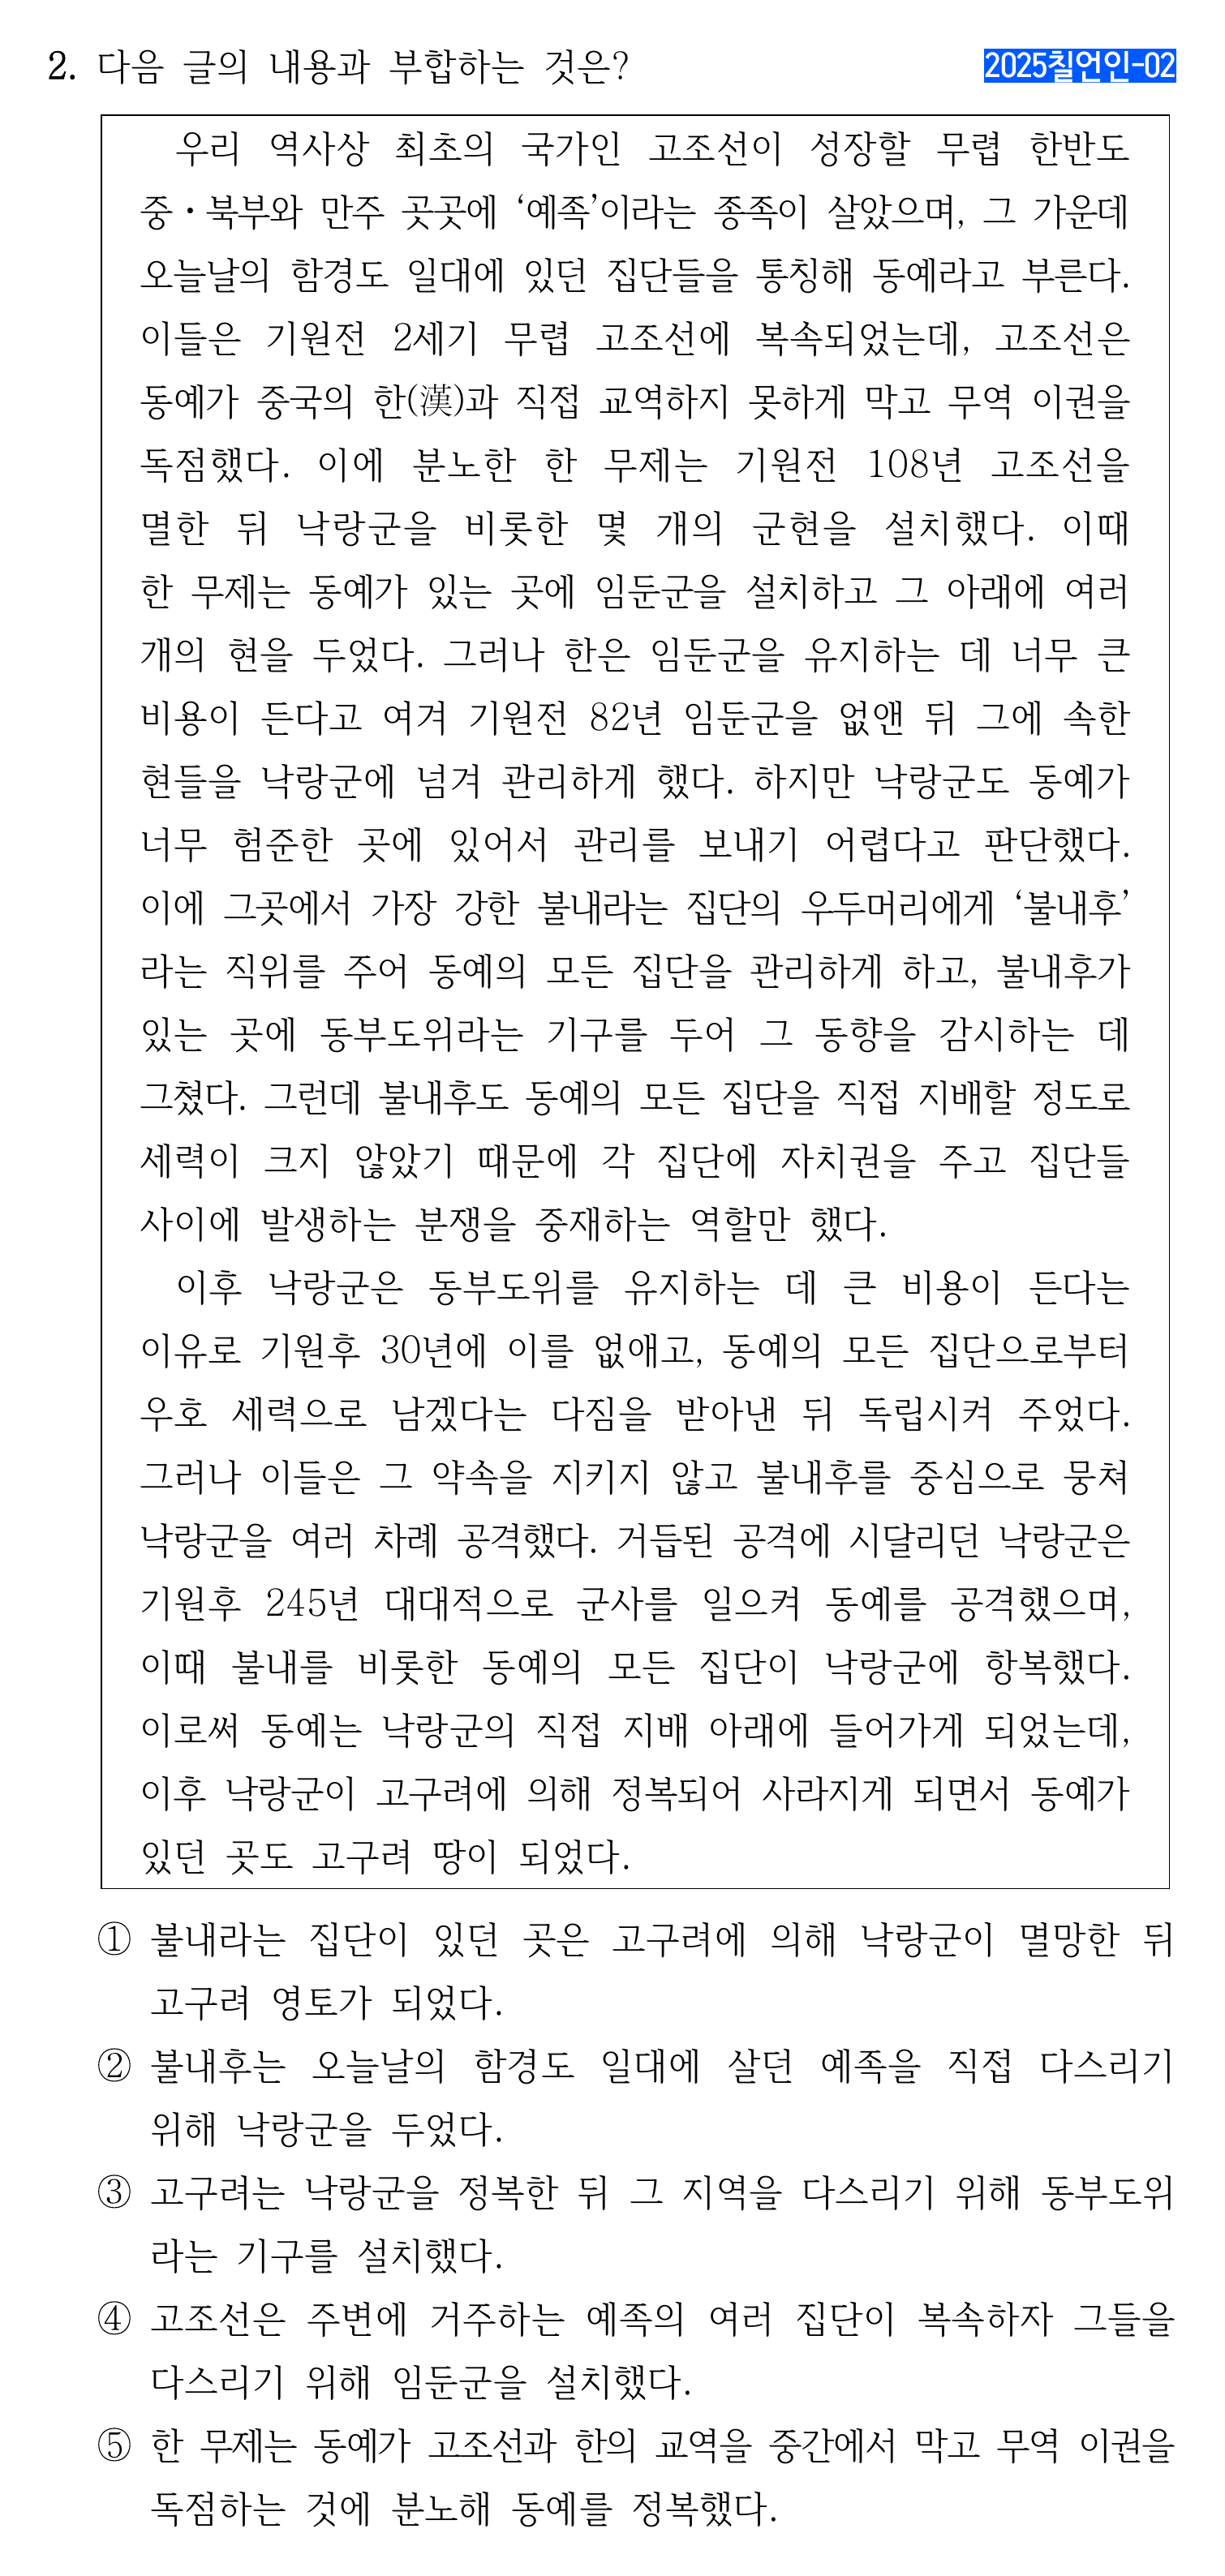 2. 다음 글의 내용과 부합하는 것은?
2025칠언인-02
우리 역사상 최초의 국가인 고조선이 성장할 무렵 한반도
중·북부와 만주 곳곳에 ‘예족’이라는 종족이 살았으며, 그 가운데
오늘날의 함경도 일대에 있던 집단들을 통칭해 동예라고 부른다.
이들은 기원전 2세기 무렵 고조선에 복속되었는데, 고조선은
동예가 중국의 한(漢)과 직접 교역하지 못하게 막고 무역 이권을
독점했다. 이에 분노한 한 무제는 기원전 108년 고조선을
멸한 뒤 낙랑군을 비롯한 몇 개의 군현을 설치했다. 이때
한 무제는 동예가 있는 곳에 임둔군을 설치하고 그 아래에 여러
개의 현을 두었다. 그러나 한은 임둔군을 유지하는 데 너무 큰
비용이 든다고 여겨 기원전 82년 임둔군을 없앤 뒤 그에 속한
현들을 낙랑군에 넘겨 관리하게 했다. 하지만 낙랑군도 동예가
너무 험준한 곳에 있어서 관리를 보내기 어렵다고 판단했다.
이에 그곳에서 가장 강한 불내라는 집단의 우두머리에게 ‘불내후’
라는 직위를 주어 동예의 모든 집단을 관리하게 하고, 불내후가
있는 곳에 동부도위라는 기구를 두어 그 동향을 감시하는 데
그쳤다. 그런데 불내후도 동예의 모든 집단을 직접 지배할 정도로
세력이 크지 않았기 때문에 각 집단에 자치권을 주고 집단들
사이에 발생하는 분쟁을 중재하는 역할만 했다.
이후 낙랑군은 동부도위를 유지하는 데 큰 비용이 든다는
이유로 기원후 30년에 이를 없애고, 동예의 모든 집단으로부터
우호 세력으로 남겠다는 다짐을 받아낸 뒤 독립시켜 주었다.
그러나 이들은 그 약속을 지키지 않고 불내후를 중심으로 뭉쳐
낙랑군을 여러 차례 공격했다. 거듭된 공격에 시달리던 낙랑군은
기원후 245년 대대적으로 군사를 일으켜 동예를 공격했으며,
이때 불내를 비롯한 동예의 모든 집단이 낙랑군에 항복했다.
이로써 동예는 낙랑군의 직접 지배 아래에 들어가게 되었는데,
이후 낙랑군이 고구려에 의해 정복되어 사라지게 되면서 동예가
있던 곳도 고구려 땅이 되었다.
① 불내라는 집단이 있던 곳은 고구려에 의해 낙랑군이 멸망한 뒤
고구려 영토가 되었다.
② 불내후는 오늘날의 함경도 일대에 살던 예족을 직접 다스리기
위해 낙랑군을 두었다.
③ 고구려는 낙랑군을 정복한 뒤 그 지역을 다스리기 위해 동부도위
라는 기구를 설치했다.
④ 고조선은 주변에 거주하는 예족의 여러 집단이 복속하자 그들을
다스리기 위해 임둔군을 설치했다.
⑤ 한 무제는 동예가 고조선과 한의 교역을 중간에서 막고 무역 이권을
독점하는 것에 분노해 동예를 정복했다.